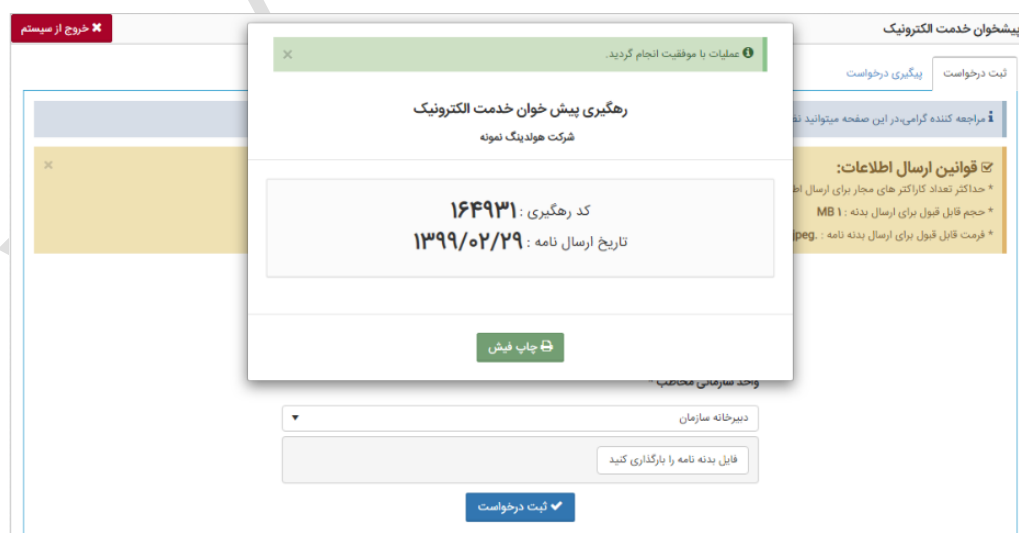 پیشخوان خدمت الکترونیک
خروج از سیستم
ثبت درخواست
پیگیری درخواست
مراجعه کننده گرامی،در این صفحه میتوانید
قوانین ارسال اطلاعات:
* حداکثر تعداد کاراکتر های مجاز برای ارسال
* حجم قابل قبول برای ارسال بدنه : ۱ MB
* فرمت قابل قبول برای ارسال بدنه نامه : .jpeg
عملیات با موفقیت انجام گردید.
رهگیری پیش خوان خدمت الکترونیک
شرکت هولدینگ نمونه
کد رهگیری : ۱۶۴۹۳۱
تاریخ ارسال نامه : ۱۳۹۹/۰۲/۲۹
چاپ فیش
واحد سازمانی مخاطب *
دبیرخانه سازمان
فایل بدنه نامه را بارگذاری کنید
ثبت درخواست